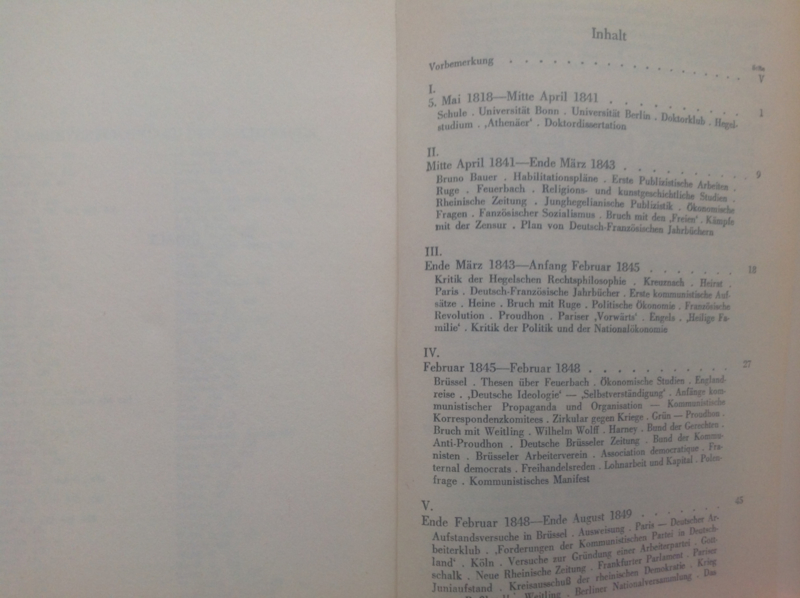 Inhalt
Seite
Vorbemerkung . . . . . . . . . . . . . V
I.
5. Mai 1818—Mitte April 1841 . . . . . . . . . 1
Schule . Universität Bonn . Universität Berlin . Doktorklub . Hegel-
studium . ‚Athenäer‘ . Doktordissertation
II.
Mitte April 1841—Ende März 1843 . . . . . . . . 9
Bruno Bauer . Habilitationspläne . Erste Publizistische Arbeiten .
Ruge . Feuerbach . Religions- und kunstgeschichtliche Studien .
Rheinische Zeitung . Junghegelianische Publizistik . Ökonomische
Fragen . Fanzösischer Sozialismus . Bruch mit den ‚Freien‘ . Kämpfe
mit der Zensur . Plan von Deutsch-Französischen Jahrbüchern
III.
Ende März 1843—Anfang Februar 1845 . . . . . . . 18
Kritik der Hegelschen Rechtsphilosophie . Kreuznach . Heirat .
Paris . Deutsch-Französische Jahrbücher . Erste kommunistische Auf-
sätze . Heine . Bruch mit Ruge . Politische Ökonomie . Französische
Revolution . Proudhon . Pariser ‚Vorwärts‘ . Engels . ‚Heilige Fa-
milie‘ . Kritik der Politik und der Nationalökonomie
IV.
Februar 1845—Februar 1848 . . . . . . . . . . 27
Brüssel . Thesen über Feuerbach . Ökonomische Studien . England-
reise . ‚Deutsche Ideologie‘ — ‚Selbstverständigung‘ . Anfänge kom-
munistischer Propaganda und Organisation — Kommunistische
Korrespondenzkomitees . Zirkular gegen Kriege . Grün — Proudhon .
Bruch mit Weitling . Wilhelm Wolff . Harney . Bund der Gerechten .
Anti-Proudhon . Deutsche Brüsseler Zeitung . Bund der Kommu-
nisten . Brüsseler Arbeiterverein . Association democratique . Fra-
ternal democrats . Freihandelsreden . Lohnarbeit und Kapital . Polen-
frage . Kommunistisches Manifest
V.
Ende Februar 1848—Ende August 1849 . . . . . . . 45
Aufstandsversuche in Brüssel . Ausweisung . Paris — Deutscher Ar-
beiterklub . ‚Forderungen der Kommunistischen Partei in Deutsch-
land‘ . Köln . Versuche zur Gründung einer Arbeiterpartei . Gott-
schalk . Neue Rheinische Zeitung . Frankfurter Parlament . Pariser
Juniaufstand . Kreisausschuß der rheinischen Demokratie . Krieg
Weitling . Berliner Nationalversammlung . Das